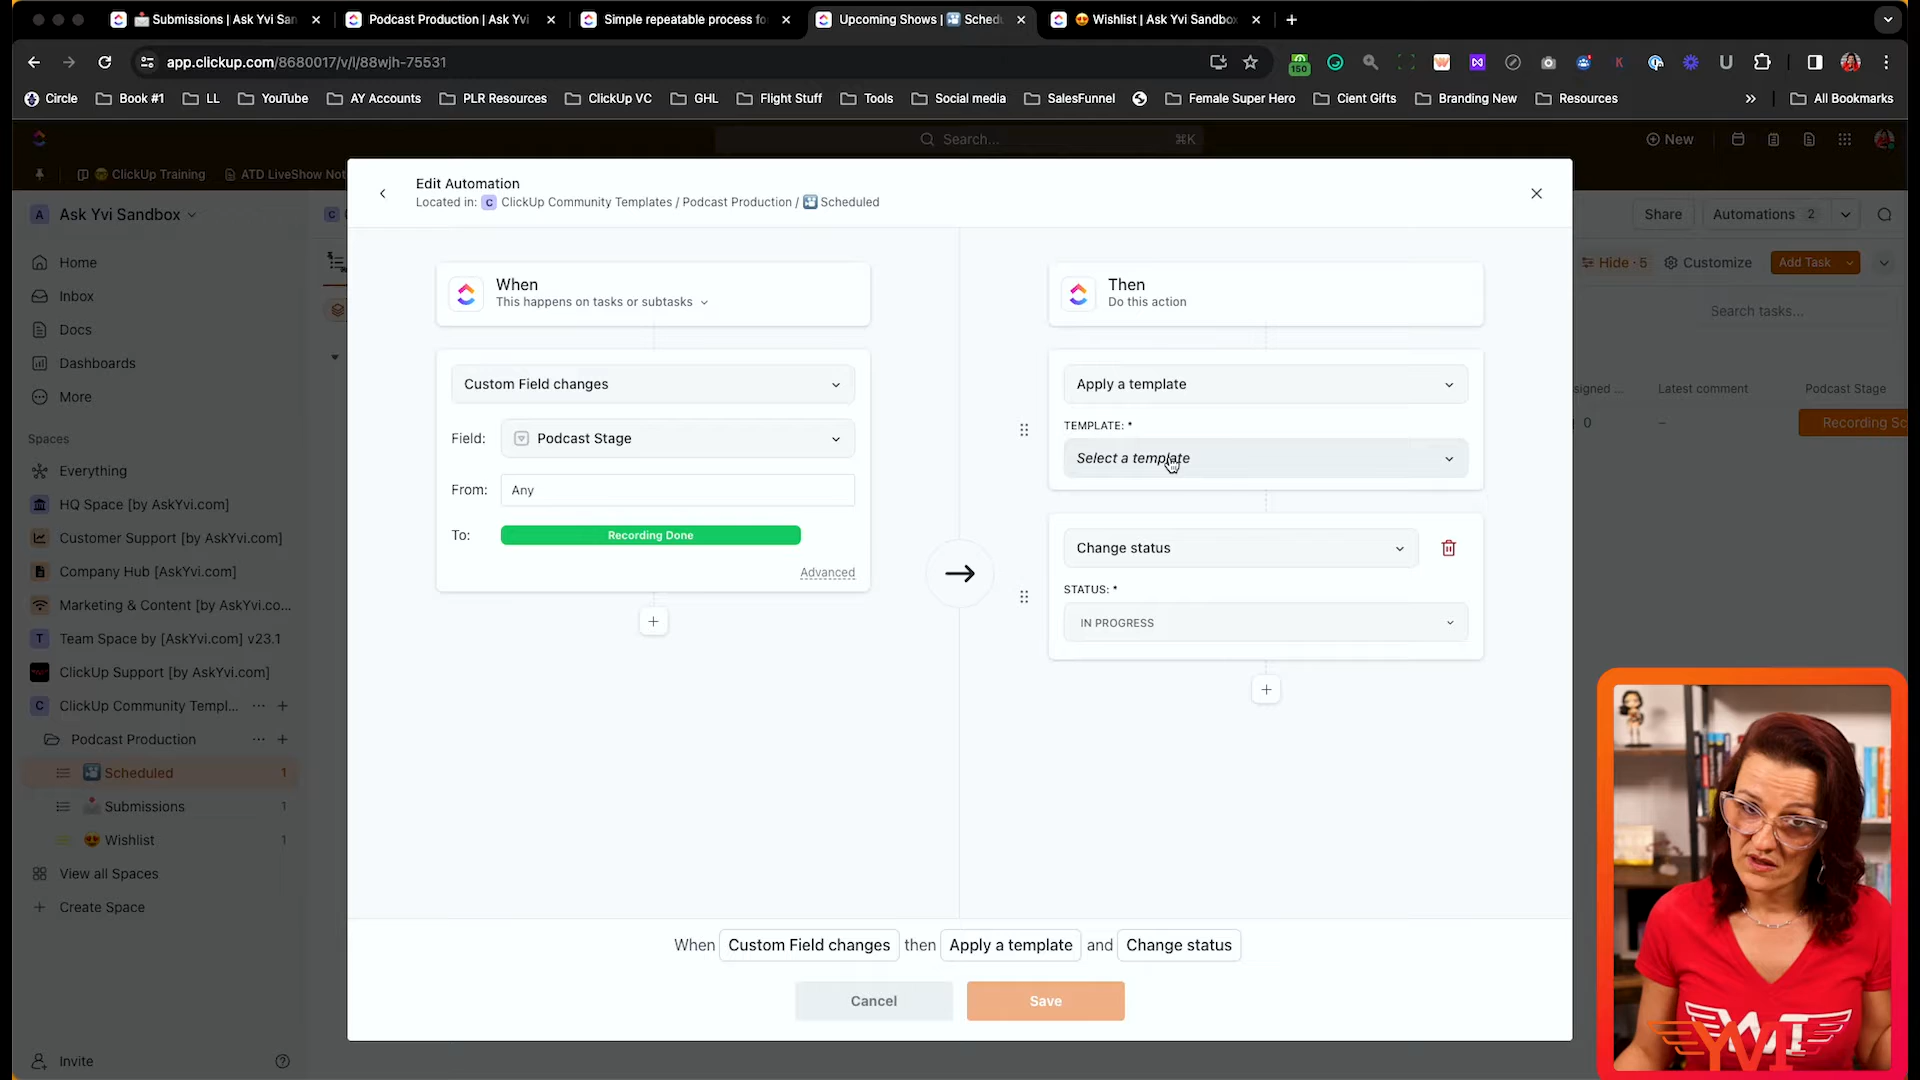 Submissions | Ask Yvi San
Podcast Production | Ask Yvi
Simple repeatable process fo
Upcoming Shows | Schedu
Wishlist | Ask Yvi Sandbox
app.clickup.com/8680017/v/l/88wjh-75531
150
Circle
Book #1
LL
YouTube
AY Accounts
PLR Resources
ClickUp VC
GHL
Flight Stuff
Tools
Social media
SalesFunnel
Female Super Hero
Cient Gifts
Branding New
Resources
All Bookmarks
Search...
⌘K
New
ClickUp Training
ATD LiveShow Not
A Ask Yvi Sandbox
Share
Automations 2
Home
Inbox
Docs
Dashboards
More
Hide · 5
Customize
Add Task
Search tasks...
signed ...
Latest comment
Podcast Stage
0
–
Recording Sc
Spaces
Everything
HQ Space [by AskYvi.com]
Customer Support [by AskYvi.com]
Company Hub [AskYvi.com]
Marketing & Content [by AskYvi.co...
T Team Space by [AskYvi.com] v23.1
ClickUp Support [by AskYvi.com]
C ClickUp Community Templ... ··· +
Podcast Production ··· +
Scheduled 1
Submissions 1
Wishlist 1
View all Spaces
Create Space
Invite
Edit Automation
Located in: C ClickUp Community Templates / Podcast Production / Scheduled
When
This happens on tasks or subtasks
Custom Field changes
Field: Podcast Stage
From: Any
To: Recording Done
Advanced
Then
Do this action
Apply a template
TEMPLATE: *
Select a template
Change status
STATUS: *
IN PROGRESS
When Custom Field changes then Apply a template and Change status
Cancel
Save
YVI